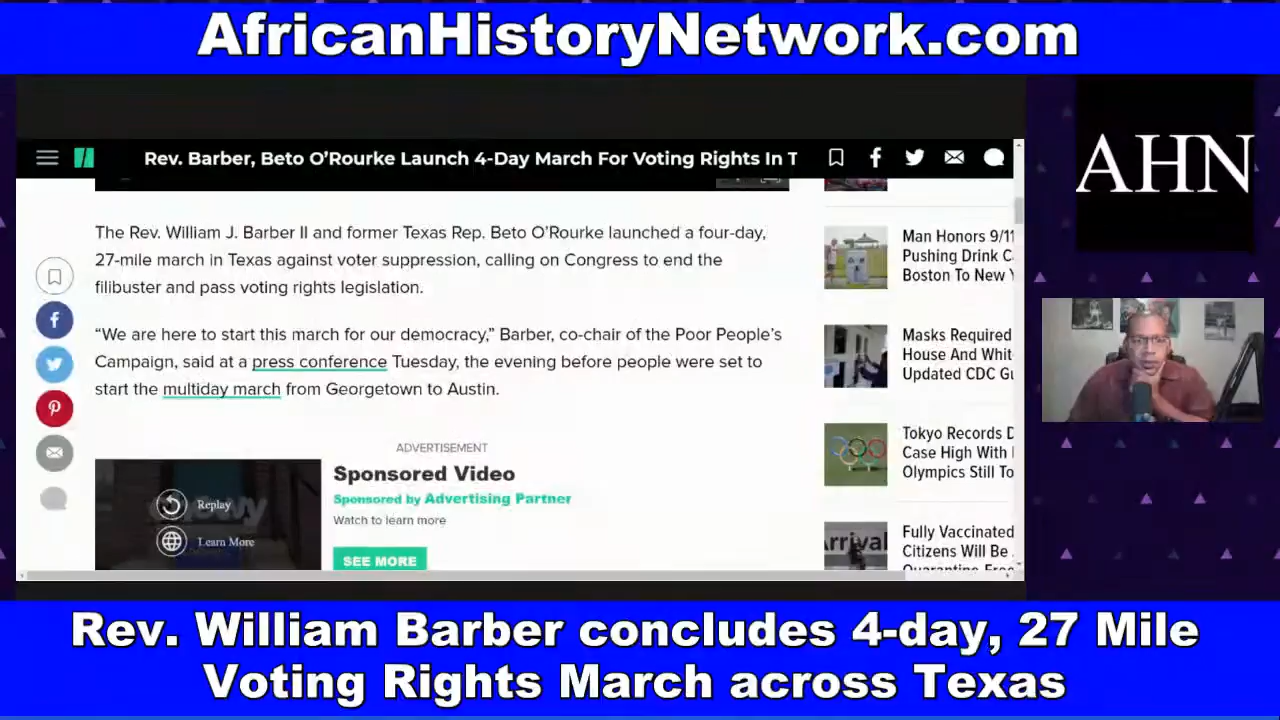 AfricanHistoryNetwork.com
Rev. Barber, Beto O’Rourke Launch 4-Day March For Voting Rights In T
AHN
The Rev. William J. Barber II and former Texas Rep. Beto O’Rourke launched a four-day,
27-mile march in Texas against voter suppression, calling on Congress to end the
filibuster and pass voting rights legislation.
“We are here to start this march for our democracy,” Barber, co-chair of the Poor People’s
Campaign, said at a press conference Tuesday, the evening before people were set to
start the multiday march from Georgetown to Austin.
ADVERTISEMENT
Sponsored Video
Sponsored by Advertising Partner
Watch to learn more
SEE MORE
Replay
Learn More
Man Honors 9/11
Pushing Drink C
Boston To New Y
Masks Required
House And Whit
Updated CDC Gu
Tokyo Records D
Case High With
Olympics Still To
Arrival
Fully Vaccinated
Citizens Will Be
Quarantine-Free
Rev. William Barber concludes 4-day, 27 Mile
Voting Rights March across Texas